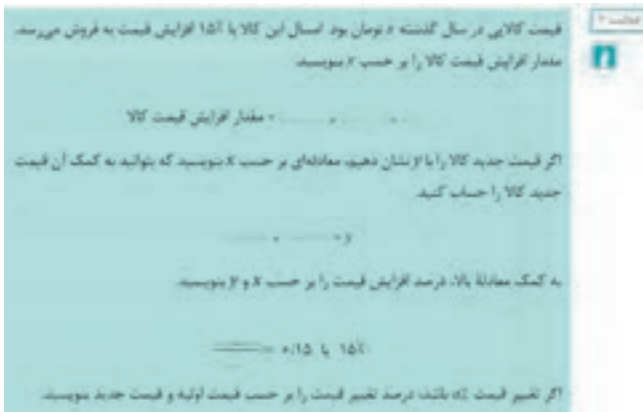 قیمت کالایی در سال گذشته x تومان بود. امسال این کالا با ۱۵٪ افزایش قیمت به فروش می‌رسد.
مقدار افزایش قیمت کالا را بر حسب x بنویسید.
مقدار افزایش قیمت کالا =
اگر قیمت جدید کالا را با y نشان دهیم، معادله‌ای بر حسب x بنویسید که بتوانید به کمک آن قیمت
جدید کالا را حساب کنید.
y = ........ + ........
به کمک معادلهٔ بالا، درصد افزایش قیمت را بر حسب x و y بنویسید.
۱۵٪ یا ۰/۱۵ =
اگر تغییر قیمت a٪ باشد، درصد تغییر قیمت را بر حسب قیمت اولیه و قیمت جدید بنویسید.